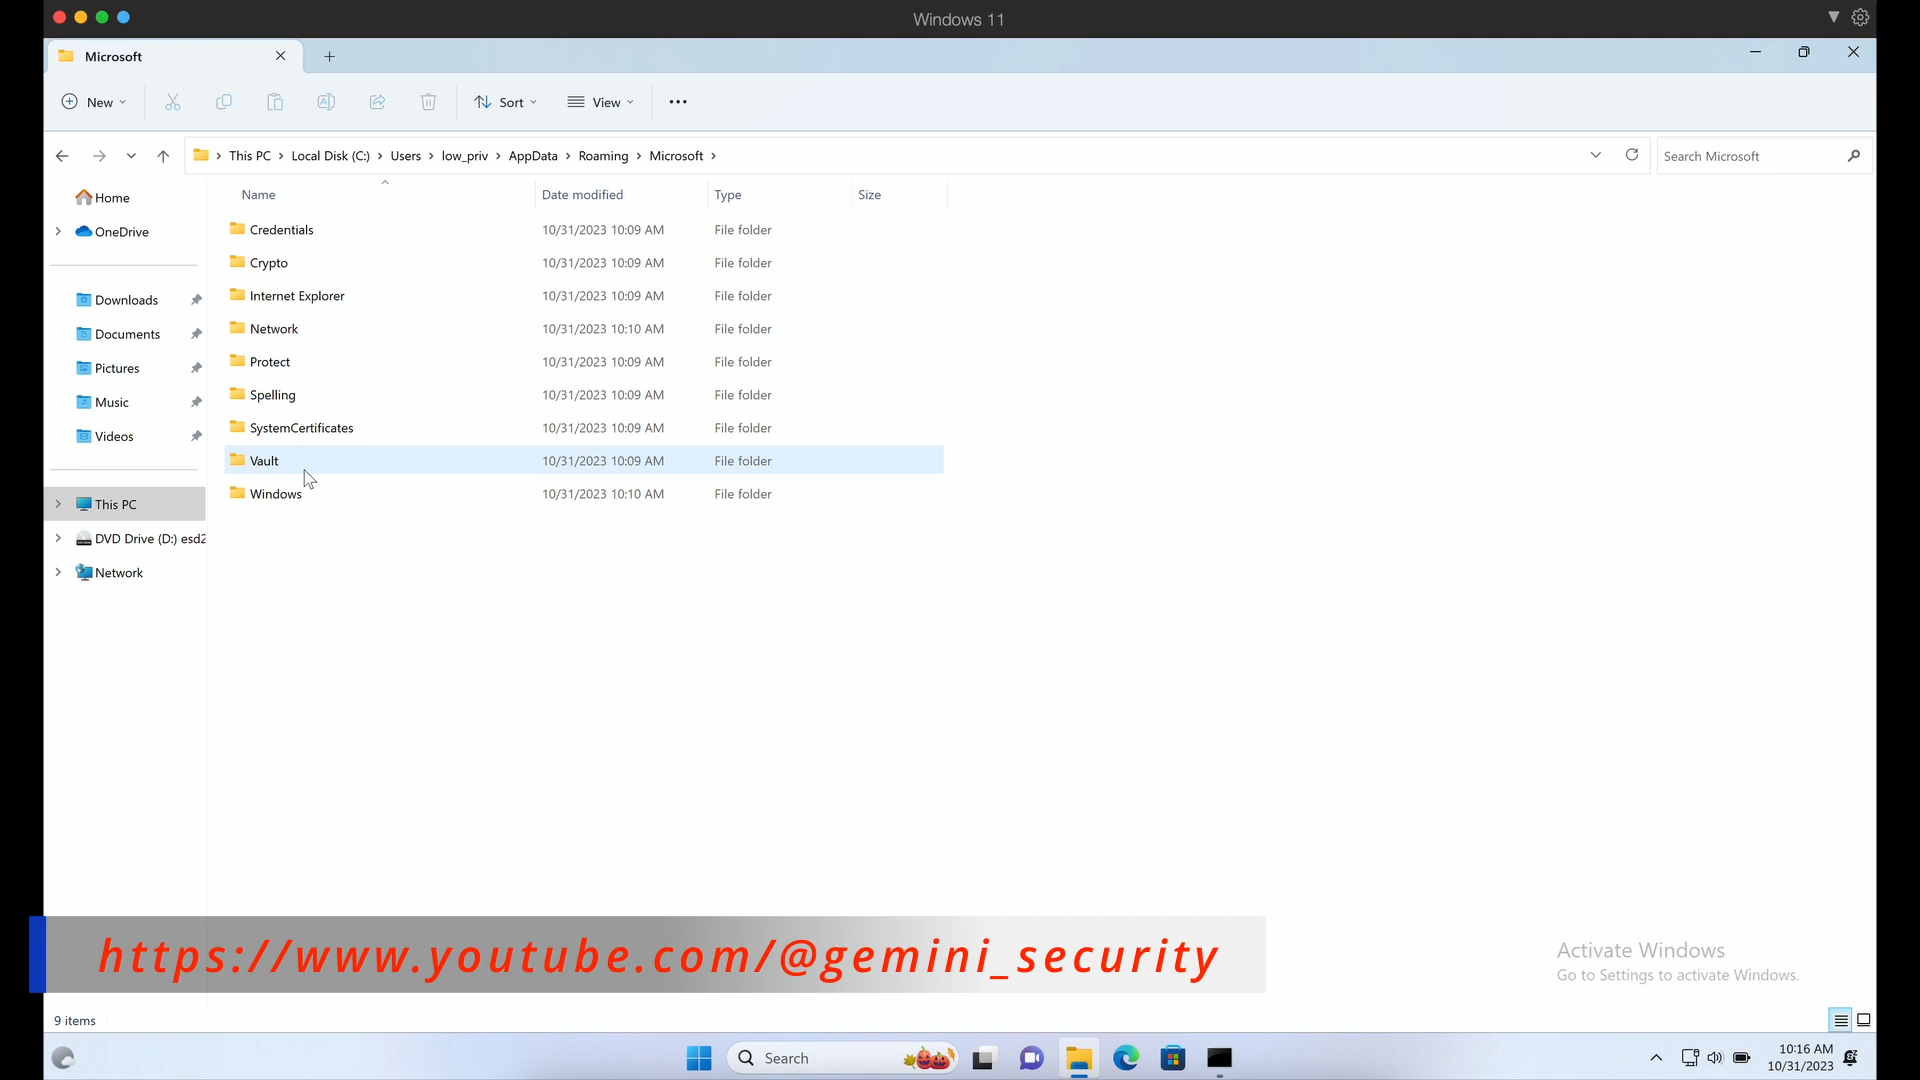 Windows 11
Microsoft
New
Sort
View
This PC
Local Disk (C:)
Users
low_priv
AppData
Roaming
Microsoft
Search Microsoft
Name
Date modified
Type
Size
Home
OneDrive
Downloads
Documents
Pictures
Music
Videos
This PC
DVD Drive (D:) esd2
Network
Credentials 10/31/2023 10:09 AM File folder
Crypto 10/31/2023 10:09 AM File folder
Internet Explorer 10/31/2023 10:09 AM File folder
Network 10/31/2023 10:10 AM File folder
Protect 10/31/2023 10:09 AM File folder
Spelling 10/31/2023 10:09 AM File folder
SystemCertificates 10/31/2023 10:09 AM File folder
Vault 10/31/2023 10:09 AM File folder
Windows 10/31/2023 10:10 AM File folder
https://www.youtube.com/@gemini_security
Activate Windows
Go to Settings to activate Windows.
9 items
Search
10:16 AM
10/31/2023